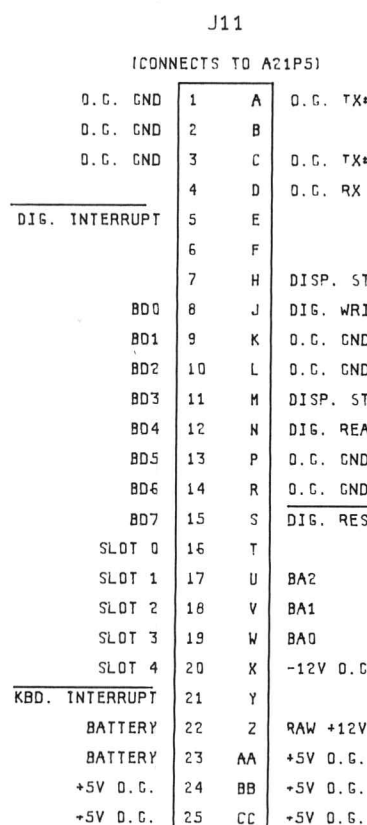 J11
(CONNECTS TO A21P5)
O.G. GND 1 A O.G. TX*
O.G. GND 2 B
O.G. GND 3 C O.G. TX*
4 D O.G. RX
DIG. INTERRUPT 5 E
6 F
7 H DISP. ST
BD0 8 J DIG. WRI
BD1 9 K O.G. GND
BD2 10 L O.G. GND
BD3 11 M DISP. ST
BD4 12 N DIG. REA
BD5 13 P O.G. GND
BD6 14 R O.G. GND
BD7 15 S DIG. RES
SLOT 0 16 T
SLOT 1 17 U BA2
SLOT 2 18 V BA1
SLOT 3 19 W BA0
SLOT 4 20 X -12V O.G
KBD. INTERRUPT 21 Y
BATTERY 22 Z RAW +12V
BATTERY 23 AA +5V O.G.
+5V O.G. 24 BB +5V O.G.
+5V O.G. 25 CC +5V O.G.